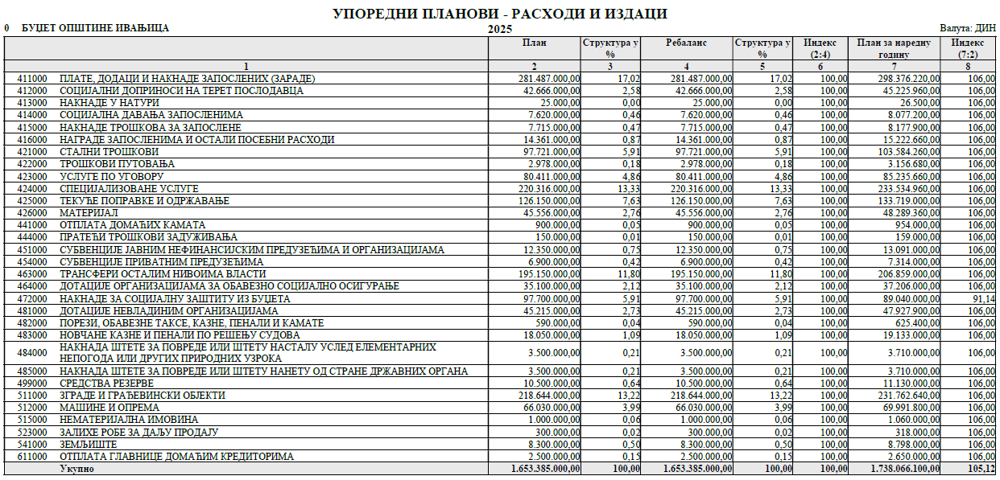 УПОРЕДНИ ПЛАНОВИ - РАСХОДИ И ИЗДАЦИ
0 БУЏЕТ ОПШТИНЕ ИВАЊИЦА 2025 Валута: ДИН
План Структура у % Ребаланс Структура у % Индекс (2:4) План за наредну годину Индекс (7:2)
1 2 3 4 5 6 7 8
411000 ПЛАТЕ, ДОДАЦИ И НАКНАДЕ ЗАПОСЛЕНИХ (ЗАРАДЕ) 281.487.000,00 17,02 281.487.000,00 17,02 100,00 298.376.220,00 106,00
412000 СОЦИЈАЛНИ ДОПРИНОСИ НА ТЕРЕТ ПОСЛОДАВЦА 42.666.000,00 2,58 42.666.000,00 2,58 100,00 45.225.960,00 106,00
413000 НАКНАДЕ У НАТУРИ 25.000,00 0,00 25.000,00 0,00 100,00 26.500,00 106,00
414000 СОЦИЈАЛНА ДАВАЊА ЗАПОСЛЕНИМА 7.620.000,00 0,46 7.620.000,00 0,46 100,00 8.077.200,00 106,00
415000 НАКНАДЕ ТРОШКОВА ЗА ЗАПОСЛЕНЕ 7.715.000,00 0,47 7.715.000,00 0,47 100,00 8.177.900,00 106,00
416000 НАГРАДЕ ЗАПОСЛЕНИМА И ОСТАЛИ ПОСЕБНИ РАСХОДИ 14.361.000,00 0,87 14.361.000,00 0,87 100,00 15.222.660,00 106,00
421000 СТАЛНИ ТРОШКОВИ 97.721.000,00 5,91 97.721.000,00 5,91 100,00 103.584.260,00 106,00
422000 ТРОШКОВИ ПУТОВАЊА 2.978.000,00 0,18 2.978.000,00 0,18 100,00 3.156.680,00 106,00
423000 УСЛУГЕ ПО УГОВОРУ 80.411.000,00 4,86 80.411.000,00 4,86 100,00 85.235.660,00 106,00
424000 СПЕЦИЈАЛИЗОВАНЕ УСЛУГЕ 220.316.000,00 13,33 220.316.000,00 13,33 100,00 233.534.960,00 106,00
425000 ТЕКУЋЕ ПОПРАВКЕ И ОДРЖАВАЊЕ 126.150.000,00 7,63 126.150.000,00 7,63 100,00 133.719.000,00 106,00
426000 МАТЕРИЈАЛ 45.556.000,00 2,76 45.556.000,00 2,76 100,00 48.289.360,00 106,00
441000 ОТПЛАТА ДОМАЋИХ КАМАТА 900.000,00 0,05 900.000,00 0,05 100,00 954.000,00 106,00
444000 ПРАТЕЋИ ТРОШКОВИ ЗАДУЖИВАЊА 150.000,00 0,01 150.000,00 0,01 100,00 159.000,00 106,00
451000 СУБВЕНЦИЈЕ ЈАВНИМ НЕФИНАНСИЈСКИМ ПРЕДУЗЕЋИМА И ОРГАНИЗАЦИЈАМА 12.350.000,00 0,75 12.350.000,00 0,75 100,00 13.091.000,00 106,00
454000 СУБВЕНЦИЈЕ ПРИВАТНИМ ПРЕДУЗЕЋИМА 6.900.000,00 0,42 6.900.000,00 0,42 100,00 7.314.000,00 106,00
463000 ТРАНСФЕРИ ОСТАЛИМ НИВОИМА ВЛАСТИ 195.150.000,00 11,80 195.150.000,00 11,80 100,00 206.859.000,00 106,00
464000 ДОТАЦИЈЕ ОРГАНИЗАЦИЈАМА ЗА ОБАВЕЗНО СОЦИЈАЛНО ОСИГУРАЊЕ 35.100.000,00 2,12 35.100.000,00 2,12 100,00 37.206.000,00 106,00
472000 НАКНАДЕ ЗА СОЦИЈАЛНУ ЗАШТИТУ ИЗ БУЏЕТА 97.700.000,00 5,91 97.700.000,00 5,91 100,00 89.040.000,00 91,14
481000 ДОТАЦИЈЕ НЕВЛАДИНИМ ОРГАНИЗАЦИЈАМА 45.215.000,00 2,73 45.215.000,00 2,73 100,00 47.927.900,00 106,00
482000 ПОРЕЗИ, ОБАВЕЗНЕ ТАКСЕ, КАЗНЕ, ПЕНАЛИ И КАМАТЕ 590.000,00 0,04 590.000,00 0,04 100,00 625.400,00 106,00
483000 НОВЧАНЕ КАЗНЕ И ПЕНАЛИ ПО РЕШЕЊУ СУДОВА 18.050.000,00 1,09 18.050.000,00 1,09 100,00 19.133.000,00 106,00
484000 НАКНАДА ШТЕТЕ ЗА ПОВРЕДЕ ИЛИ ШТЕТУ НАСТАЛУ УСЛЕД ЕЛЕМЕНТАРНИХ
НЕПОГОДА ИЛИ ДРУГИХ ПРИРОДНИХ УЗРОКА 3.500.000,00 0,21 3.500.000,00 0,21 100,00 3.710.000,00 106,00
485000 НАКНАДА ШТЕТЕ ЗА ПОВРЕДЕ ИЛИ ШТЕТУ НАНЕТУ ОД СТРАНЕ ДРЖАВНИХ ОРГАНА 3.500.000,00 0,21 3.500.000,00 0,21 100,00 3.710.000,00 106,00
499000 СРЕДСТВА РЕЗЕРВЕ 10.500.000,00 0,64 10.500.000,00 0,64 100,00 11.130.000,00 106,00
511000 ЗГРАДЕ И ГРАЂЕВИНСКИ ОБЈЕКТИ 218.644.000,00 13,22 218.644.000,00 13,22 100,00 231.762.640,00 106,00
512000 МАШИНЕ И ОПРЕМА 66.030.000,00 3,99 66.030.000,00 3,99 100,00 69.991.800,00 106,00
515000 НЕМАТЕРИЈАЛНА ИМОВИНА 1.000.000,00 0,06 1.000.000,00 0,06 100,00 1.060.000,00 106,00
523000 ЗАЛИХЕ РОБЕ ЗА ДАЉУ ПРОДАЈУ 300.000,00 0,02 300.000,00 0,02 100,00 318.000,00 106,00
541000 ЗЕМЉИШТЕ 8.300.000,00 0,50 8.300.000,00 0,50 100,00 8.798.000,00 106,00
611000 ОТПЛАТА ГЛАВНИЦЕ ДОМАЋИМ КРЕДИТОРИМА 2.500.000,00 0,15 2.500.000,00 0,15 100,00 2.650.000,00 106,00
Укупно 1.653.385.000,00 100,00 1.653.385.000,00 100,00 100,00 1.738.066.100,00 105,12